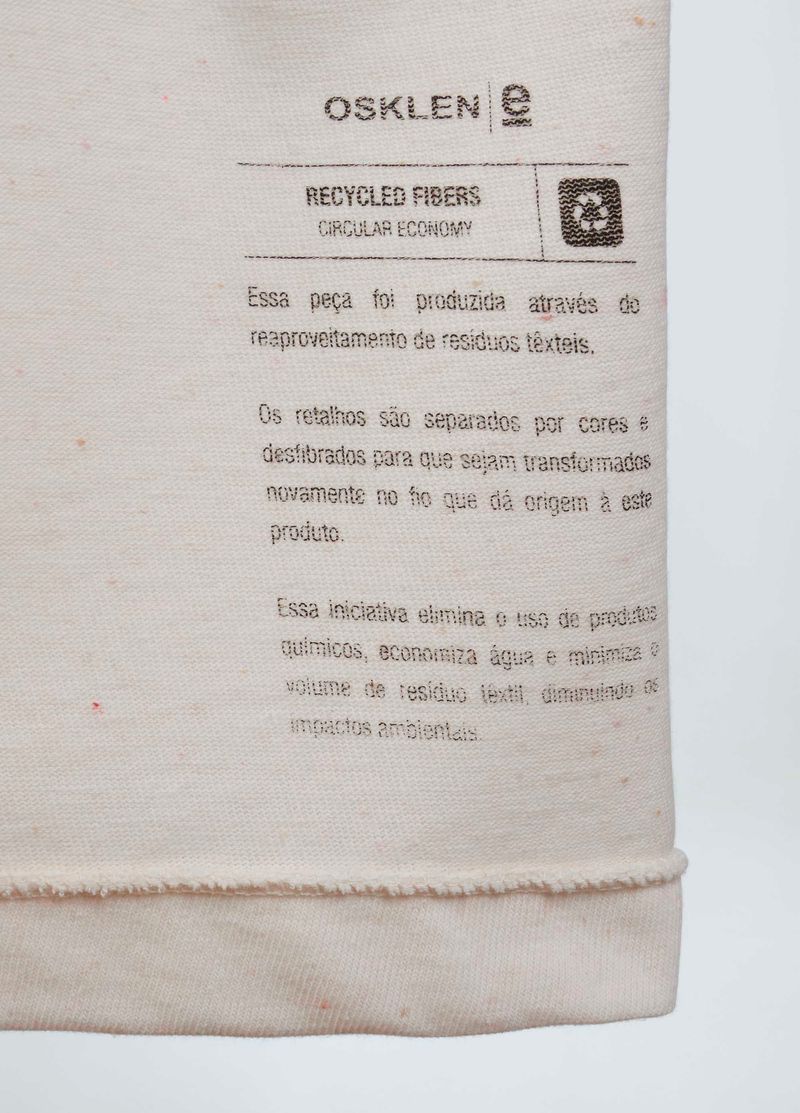 OSKLEN e
RECYCLED FIBERS
CIRCULAR ECONOMY
Essa peça foi produzida através do
reaproveitamento de resíduos têxteis.
Os retalhos são separados por cores e
desfibrados para que sejam transformados
novamente no fio que dá origem à este
produto.
Essa iniciativa elimina o uso de produtos
químicos, economiza água e minimiza o
volume de resíduo têxtil, diminuindo os
impactos ambientais.